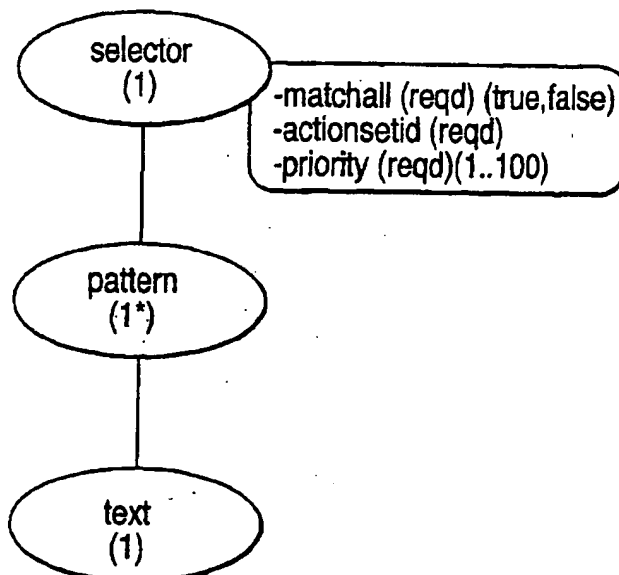 selector
(1)
-matchall (reqd) (true,false)
-actionsetid (reqd)
-priority (reqd)(1..100)
pattern
(1*)
text
(1)